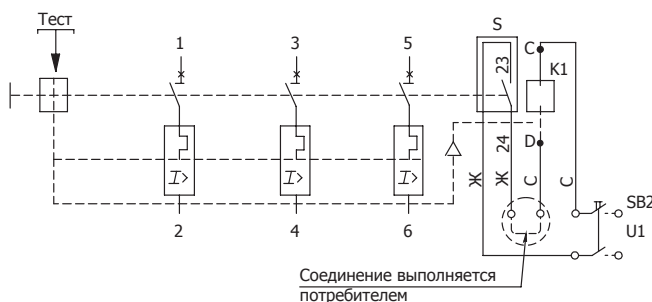 Тест
1
3
5
S
23
C
K1
24
D
Ж
Ж
C
C
SB2
U1
I>
I>
I>
2
4
6
Соединение выполняется
потребителем